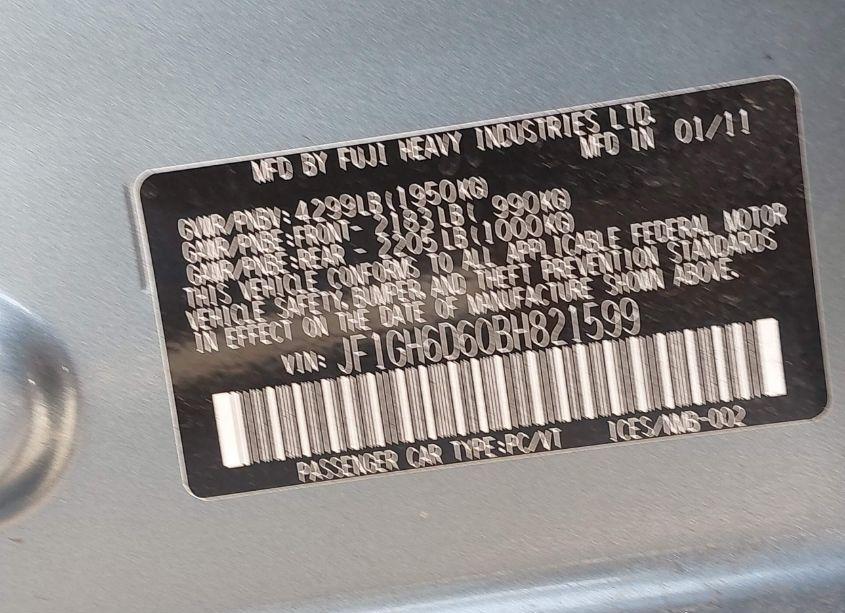 MFD BY FUJI HEAVY INDUSTRIES LTD.
MFD IN 01/11
GVWR/PNBV: 4299LB(1950KG)
GAWR/PNBE:FRONT- 2183LB( 990KG)
GAWR/PNBE:REAR - 2205LB(1000KG)
THIS VEHICLE CONFORMS TO ALL APPLICABLE FEDERAL MOTOR
VEHICLE SAFETY,BUMPER AND THEFT PREVENTION STANDARDS
IN EFFECT ON THE DATE OF MANUFACTURE SHOWN ABOVE.
VIN: JF1GH6D60BH821599
PASSENGER CAR TYPE:PC/VT ICES/NMB-002